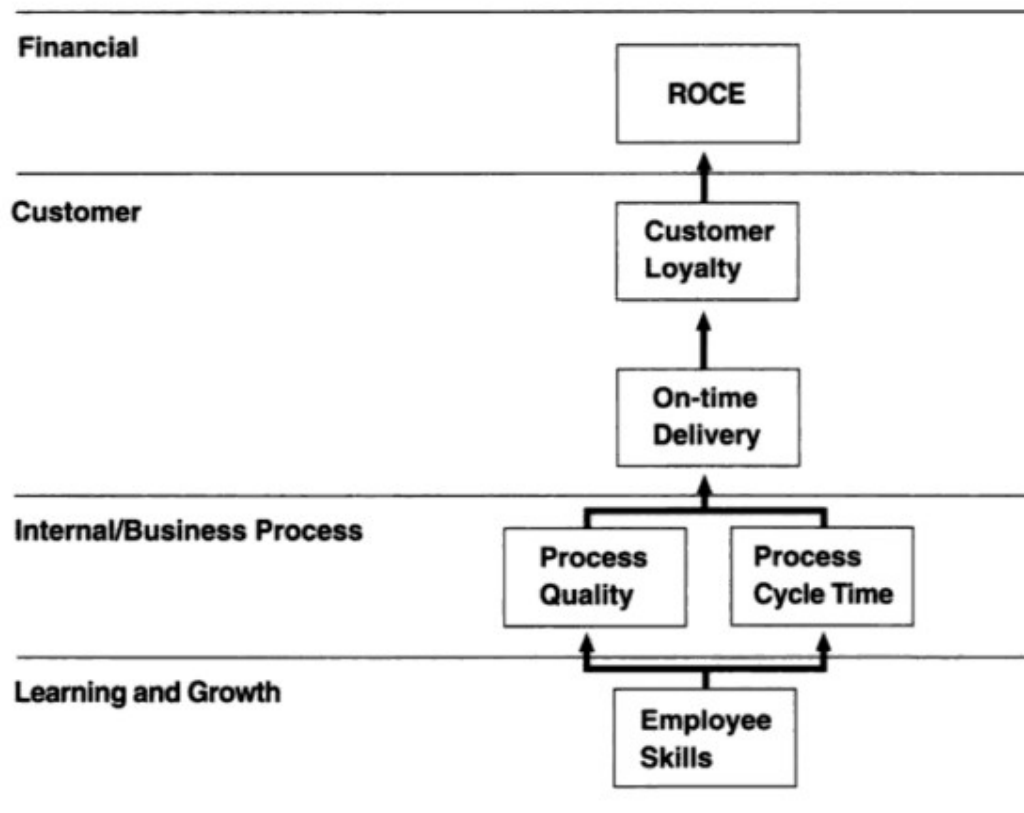 Financial
ROCE
Customer
Customer
Loyalty
On-time
Delivery
Internal/Business Process
Process
Quality
Process
Cycle Time
Learning and Growth
Employee
Skills